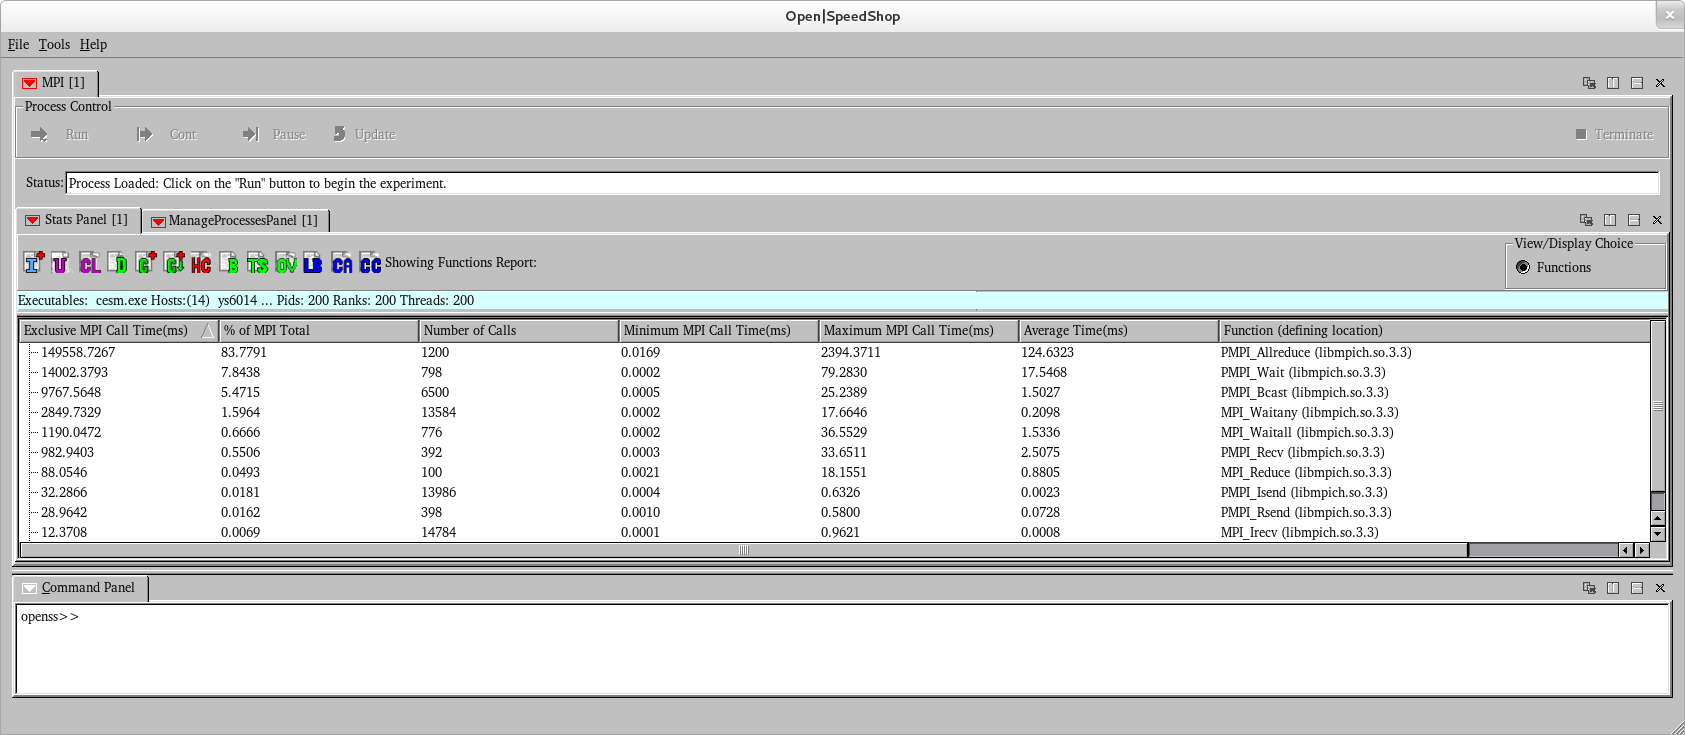 Open|SpeedShop
File Tools Help
MPI [1]
Process Control
Run Cont Pause Update Terminate
Status: Process Loaded: Click on the "Run" button to begin the experiment.
Stats Panel [1] ManageProcessesPanel [1]
View/Display Choice
I U CL D G G HC B TS OV LB CA CC Showing Functions Report:
Functions
Executables: cesm.exe Hosts:(14) ys6014 ... Pids: 200 Ranks: 200 Threads: 200
Exclusive MPI Call Time(ms) % of MPI Total Number of Calls Minimum MPI Call Time(ms) Maximum MPI Call Time(ms) Average Time(ms) Function (defining location)
149558.7267 83.7791 1200 0.0169 2394.3711 124.6323 PMPI_Allreduce (libmpich.so.3.3)
14002.3793 7.8438 798 0.0002 79.2830 17.5468 PMPI_Wait (libmpich.so.3.3)
9767.5648 5.4715 6500 0.0005 25.2389 1.5027 PMPI_Bcast (libmpich.so.3.3)
2849.7329 1.5964 13584 0.0002 17.6646 0.2098 MPI_Waitany (libmpich.so.3.3)
1190.0472 0.6666 776 0.0002 36.5529 1.5336 MPI_Waitall (libmpich.so.3.3)
982.9403 0.5506 392 0.0003 33.6511 2.5075 PMPI_Recv (libmpich.so.3.3)
88.0546 0.0493 100 0.0021 18.1551 0.8805 MPI_Reduce (libmpich.so.3.3)
32.2866 0.0181 13986 0.0004 0.6326 0.0023 PMPI_Isend (libmpich.so.3.3)
28.9642 0.0162 398 0.0010 0.5800 0.0728 PMPI_Rsend (libmpich.so.3.3)
12.3708 0.0069 14784 0.0001 0.9621 0.0008 MPI_Irecv (libmpich.so.3.3)
Command Panel
openss>>